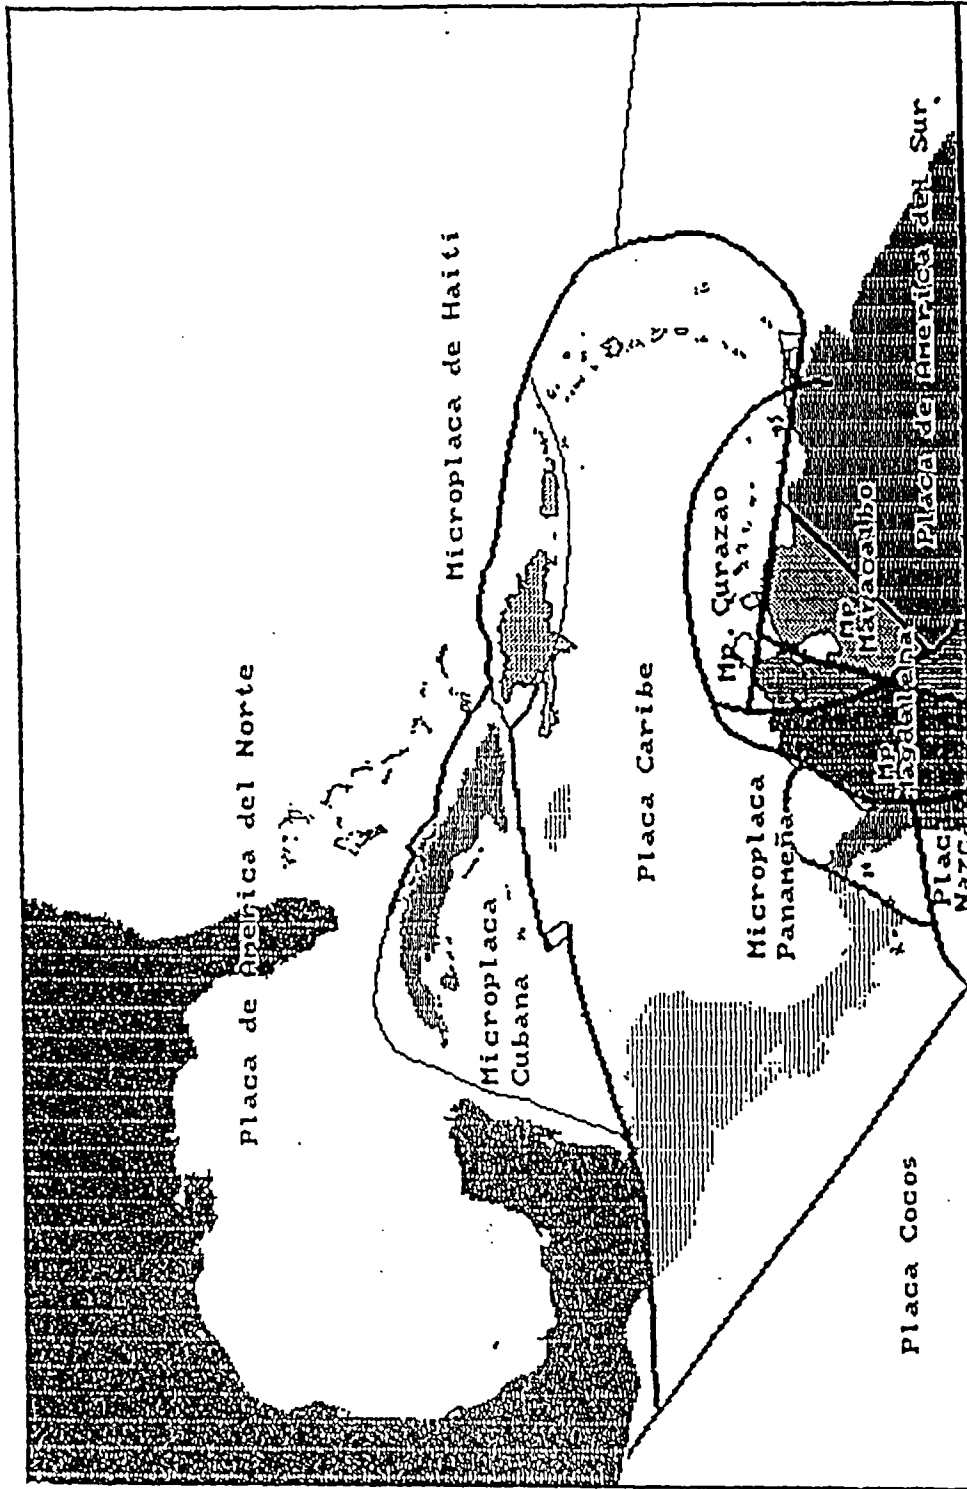 Placa de America del Norte
Microplaca de Haiti
Microplaca
Cubana
Placa Caribe
Mp. Curazao
Microplaca
Panameña
Mp
Maracaibo
Mp
Magdalena
Placa de America del Sur
Placa Cocos
Placa